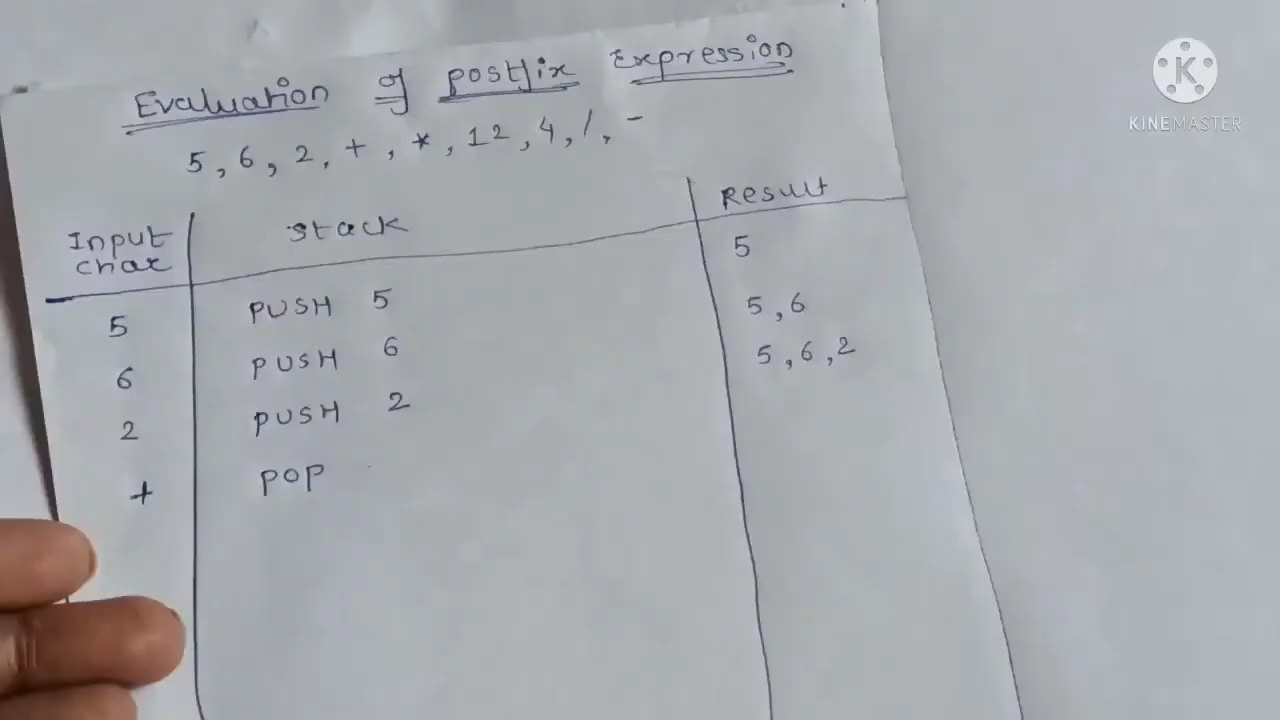 Evaluation of postfix Expression
5, 6, 2, +, *, 12, 4, /, -
Input char Stack Result
5 PUSH 5 5
6 PUSH 6 5, 6
2 PUSH 2 5, 6, 2
+ POP
K
KINEMASTER